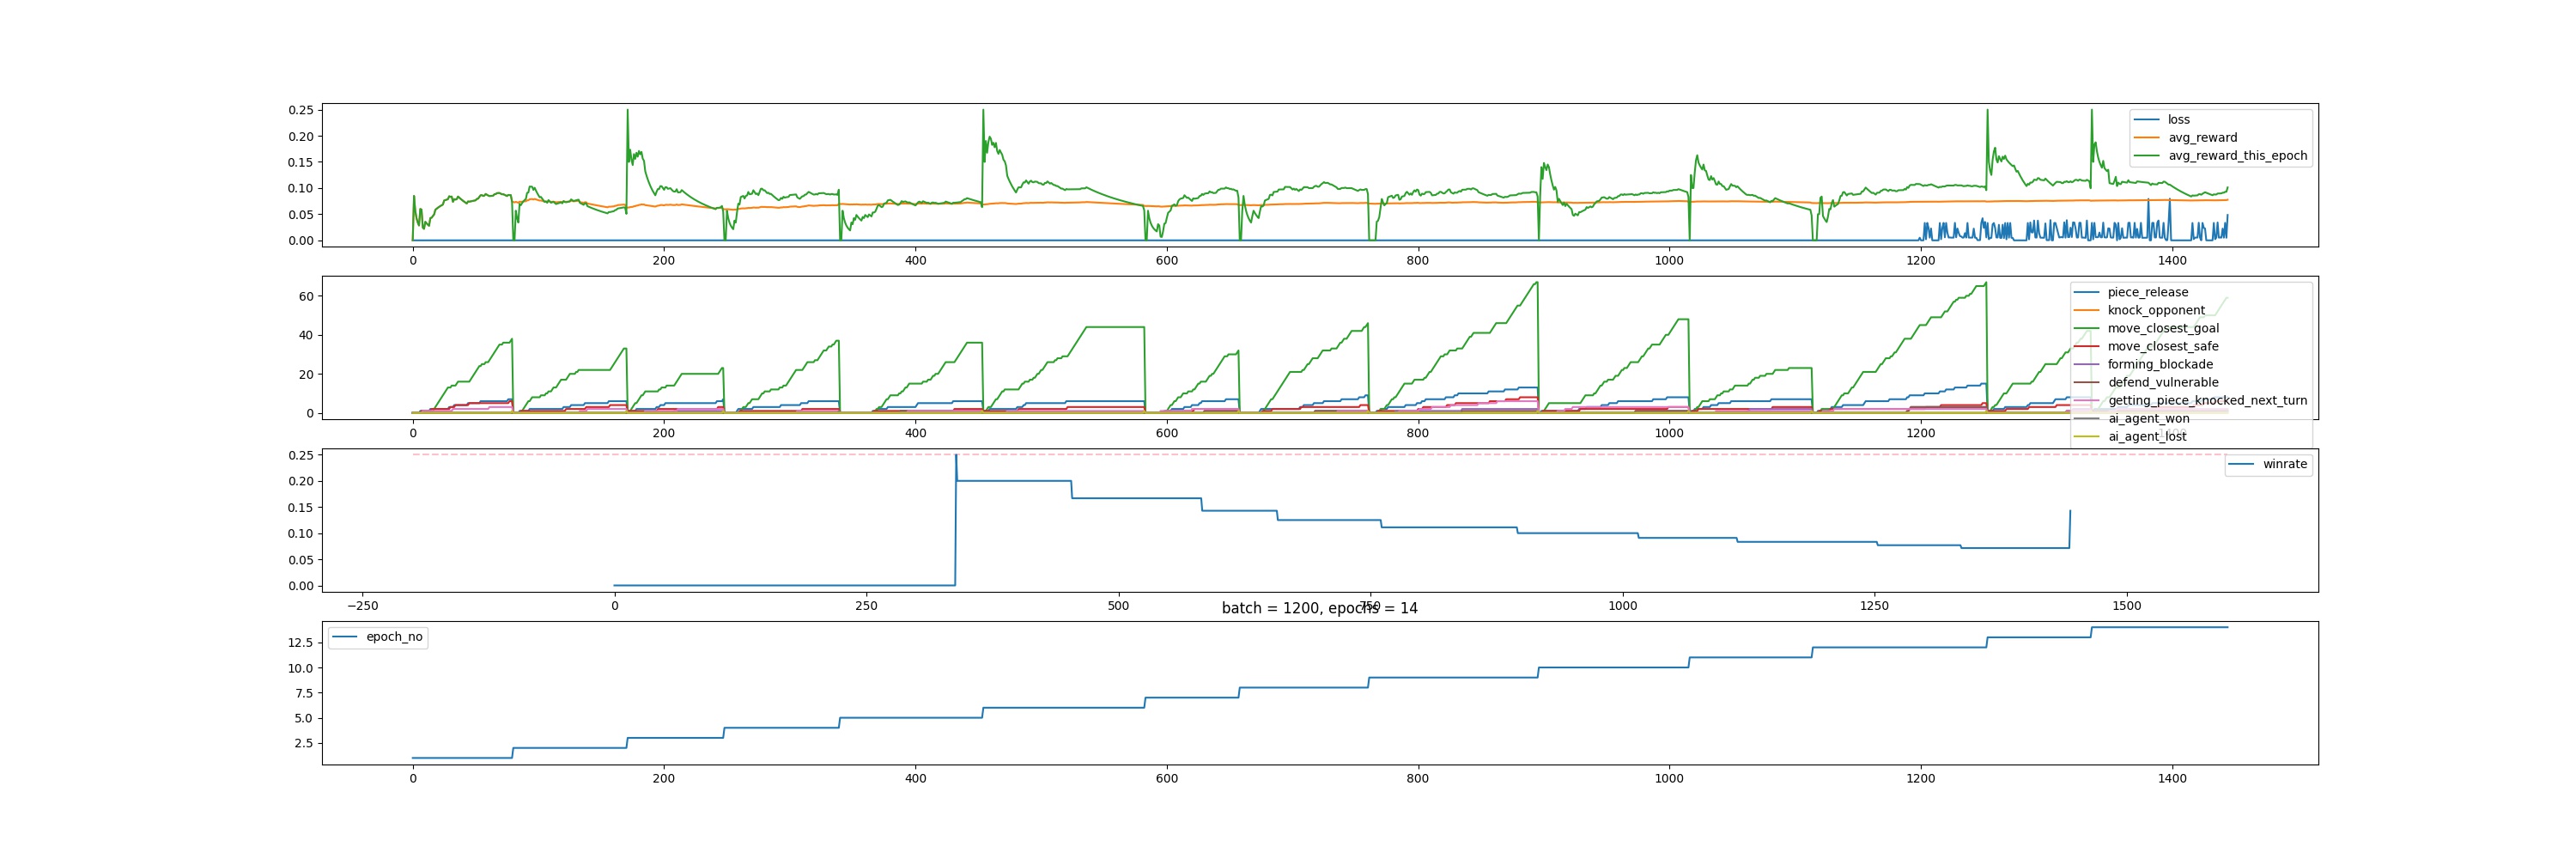 0.25
0.20
0.15
0.10
0.05
0.00
loss
avg_reward
avg_reward_this_epoch
0 200 400 600 800 1000 1200 1400
60
40
20
0
piece_release
knock_opponent
move_closest_goal
move_closest_safe
forming_blockade
defend_vulnerable
getting_piece_knocked_next_turn
ai_agent_won
ai_agent_lost
0 200 400 600 800 1000 1200 1400
0.25
0.20
0.15
0.10
0.05
0.00
winrate
−250 0 250 500 750 1000 1250 1500
batch = 1200, epochs = 14
12.5
10.0
7.5
5.0
2.5
epoch_no
0 200 400 600 800 1000 1200 1400